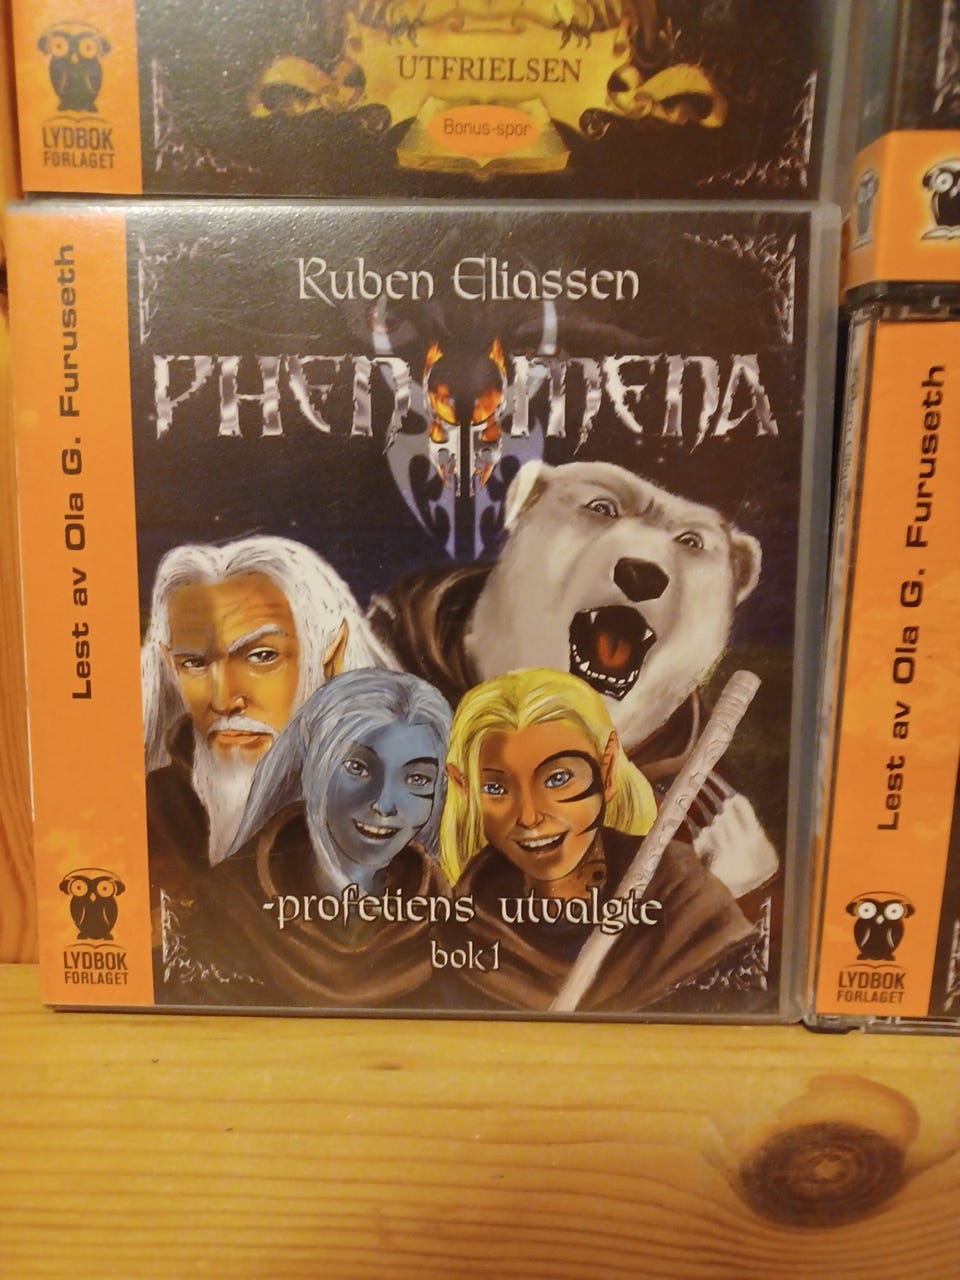 UTFRIELSEN
Bonus-spor
LYDBOK
FORLAGET
Lest av Ola G. Furuseth
Ruben Eliassen
PHENOMENA
-profetiens utvalgte
bok 1
LYDBOK
FORLAGET
Lest av Ola G. Furuseth
LYDBOK
FORLAGET